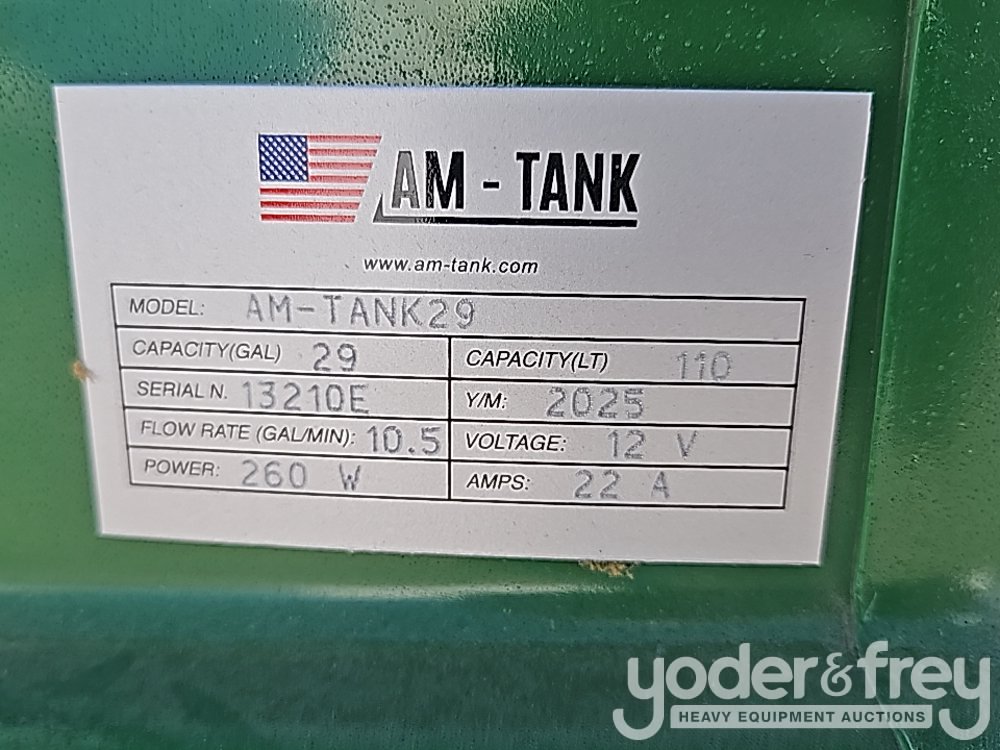 AM - TANK
www.am-tank.com
MODEL: AM-TANK29
CAPACITY(GAL) 29 CAPACITY(LT) 110
SERIAL N. 13210E Y/M: 2025
FLOW RATE (GAL/MIN): 10.5 VOLTAGE: 12 V
POWER: 260 W AMPS: 22 A
yoder&frey
HEAVY EQUIPMENT AUCTIONS